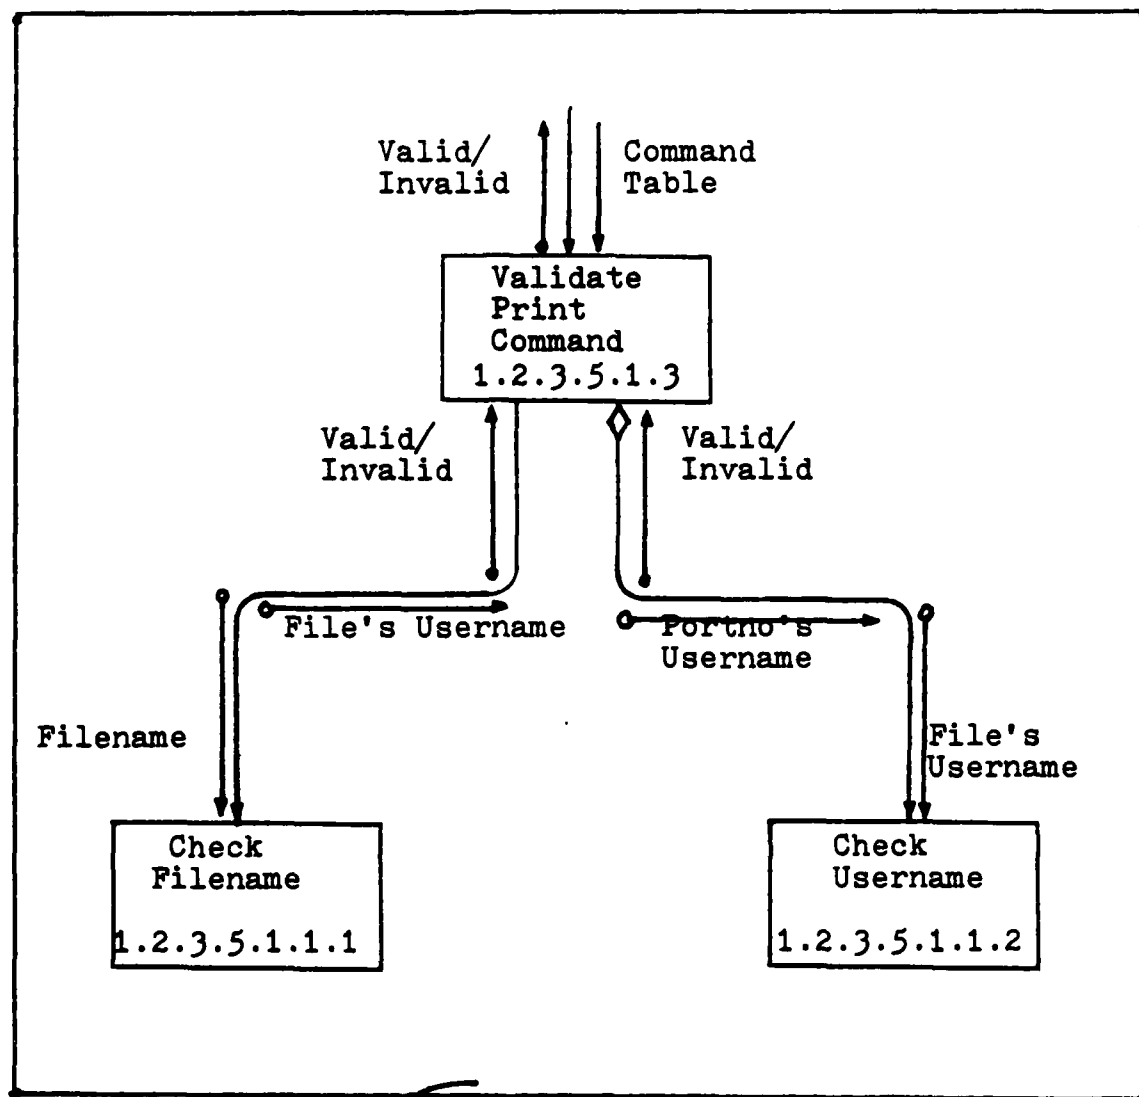 Valid/
Invalid
Command
Table
Validate
Print
Command
1.2.3.5.1.3
Valid/
Invalid
Valid/
Invalid
File's Username
Portno's
Username
Filename
File's
Username
Check
Filename
1.2.3.5.1.1.1
Check
Username
1.2.3.5.1.1.2